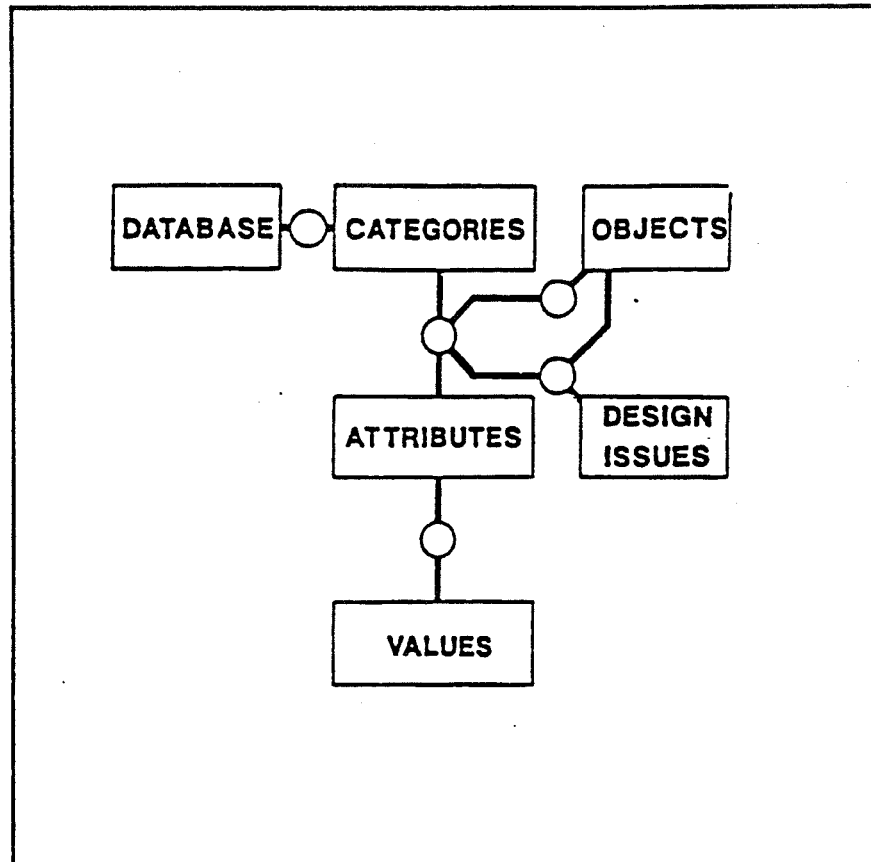 DATABASE
CATEGORIES
OBJECTS
ATTRIBUTES
DESIGN
ISSUES
VALUES